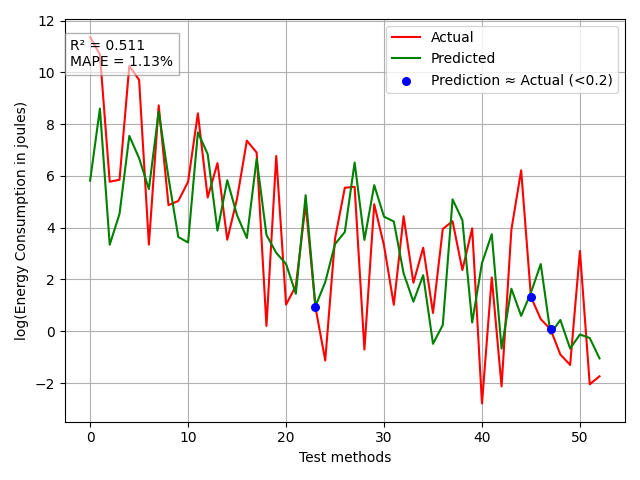 12
10
8
6
4
2
0
−2
log(Energy Consumption in joules)
R² = 0.511
MAPE = 1.13%
Actual
Predicted
Prediction ≈ Actual (<0.2)
0 10 20 30 40 50
Test methods